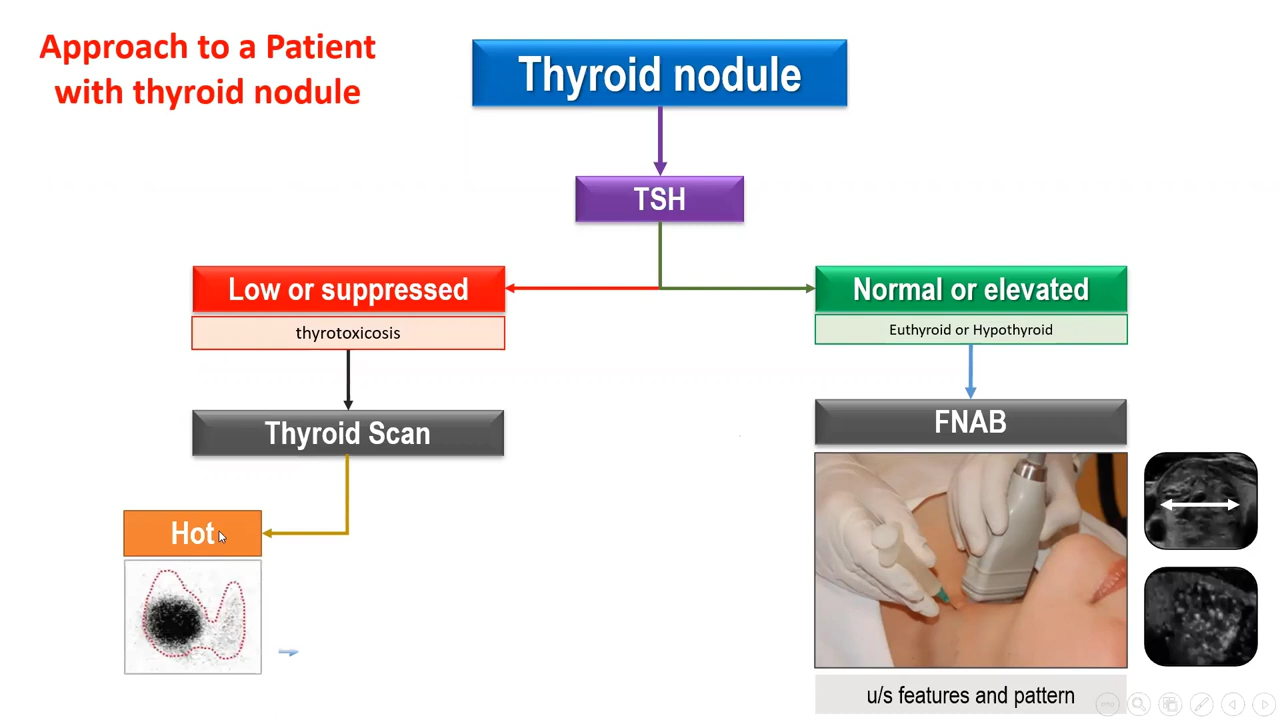 Approach to a Patient
with thyroid nodule
Thyroid nodule
TSH
Low or suppressed
thyrotoxicosis
Normal or elevated
Euthyroid or Hypothyroid
Thyroid Scan
FNAB
Hot
u/s features and pattern